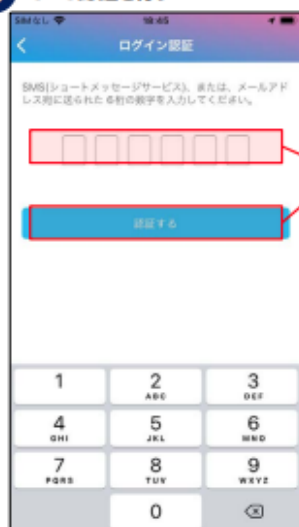 SIMなし 18:45
ログイン認証
SMS(ショートメッセージサービス)、または、メールアド
レス宛に送られた6桁の数字を入力してください。
認証する
1 2 3
ABC DEF
4 5 6
GHI JKL MNO
7 8 9
PQRS TUV WXYZ
0